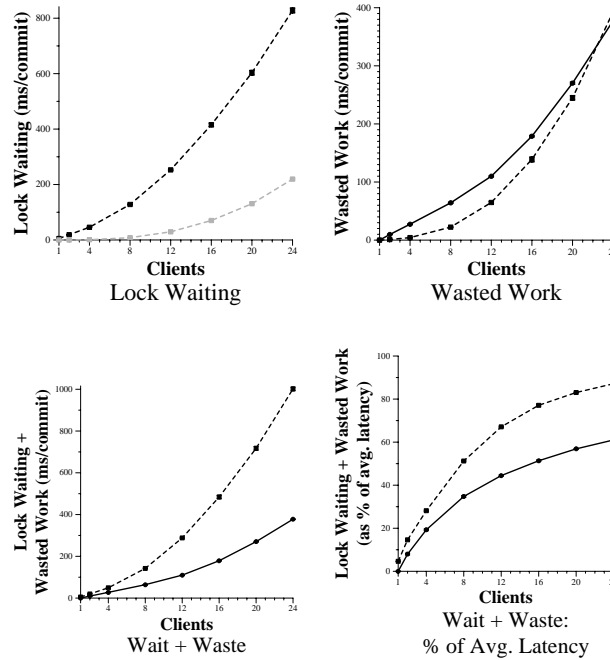 Lock Waiting (ms/commit)
800
600
400
200
0
1 4 8 12 16 20 24
Clients
Lock Waiting
Wasted Work (ms/commit)
400
300
200
100
0
1 4 8 12 16 20
Clients
Wasted Work
Lock Waiting +
Wasted Work (ms/commit)
1000
800
600
400
200
0
1 4 8 12 16 20 24
Clients
Wait + Waste
Lock Waiting + Wasted Work
(as % of avg. latency)
100
80
60
40
20
0
1 4 8 12 16 20
Clients
Wait + Waste:
% of Avg. Latency